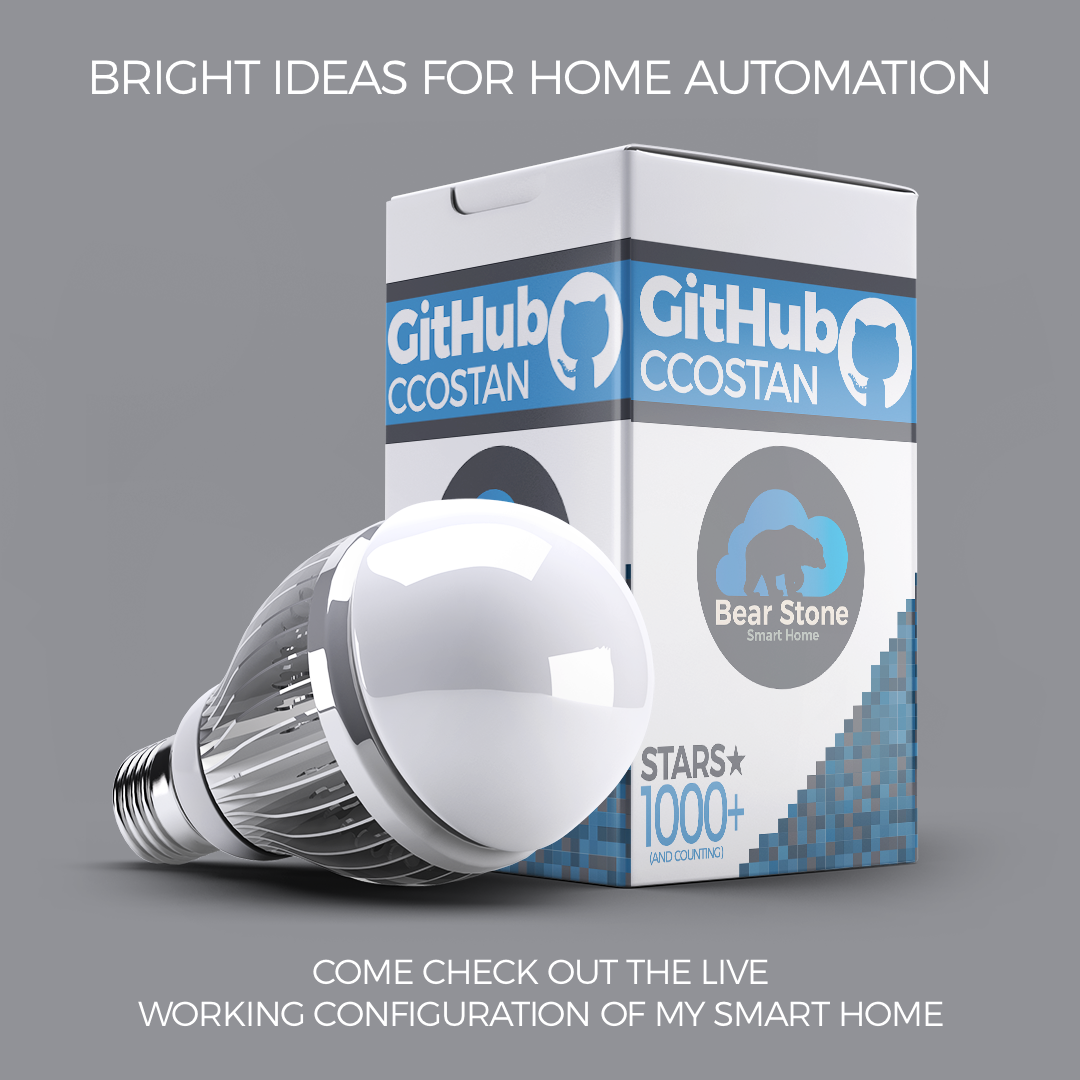 BRIGHT IDEAS FOR HOME AUTOMATION
GitHub
CCOSTAN
GitHub
CCOSTAN
Bear Stone
Smart Home
STARS★
1000+
(AND COUNTING)
COME CHECK OUT THE LIVE
WORKING CONFIGURATION OF MY SMART HOME